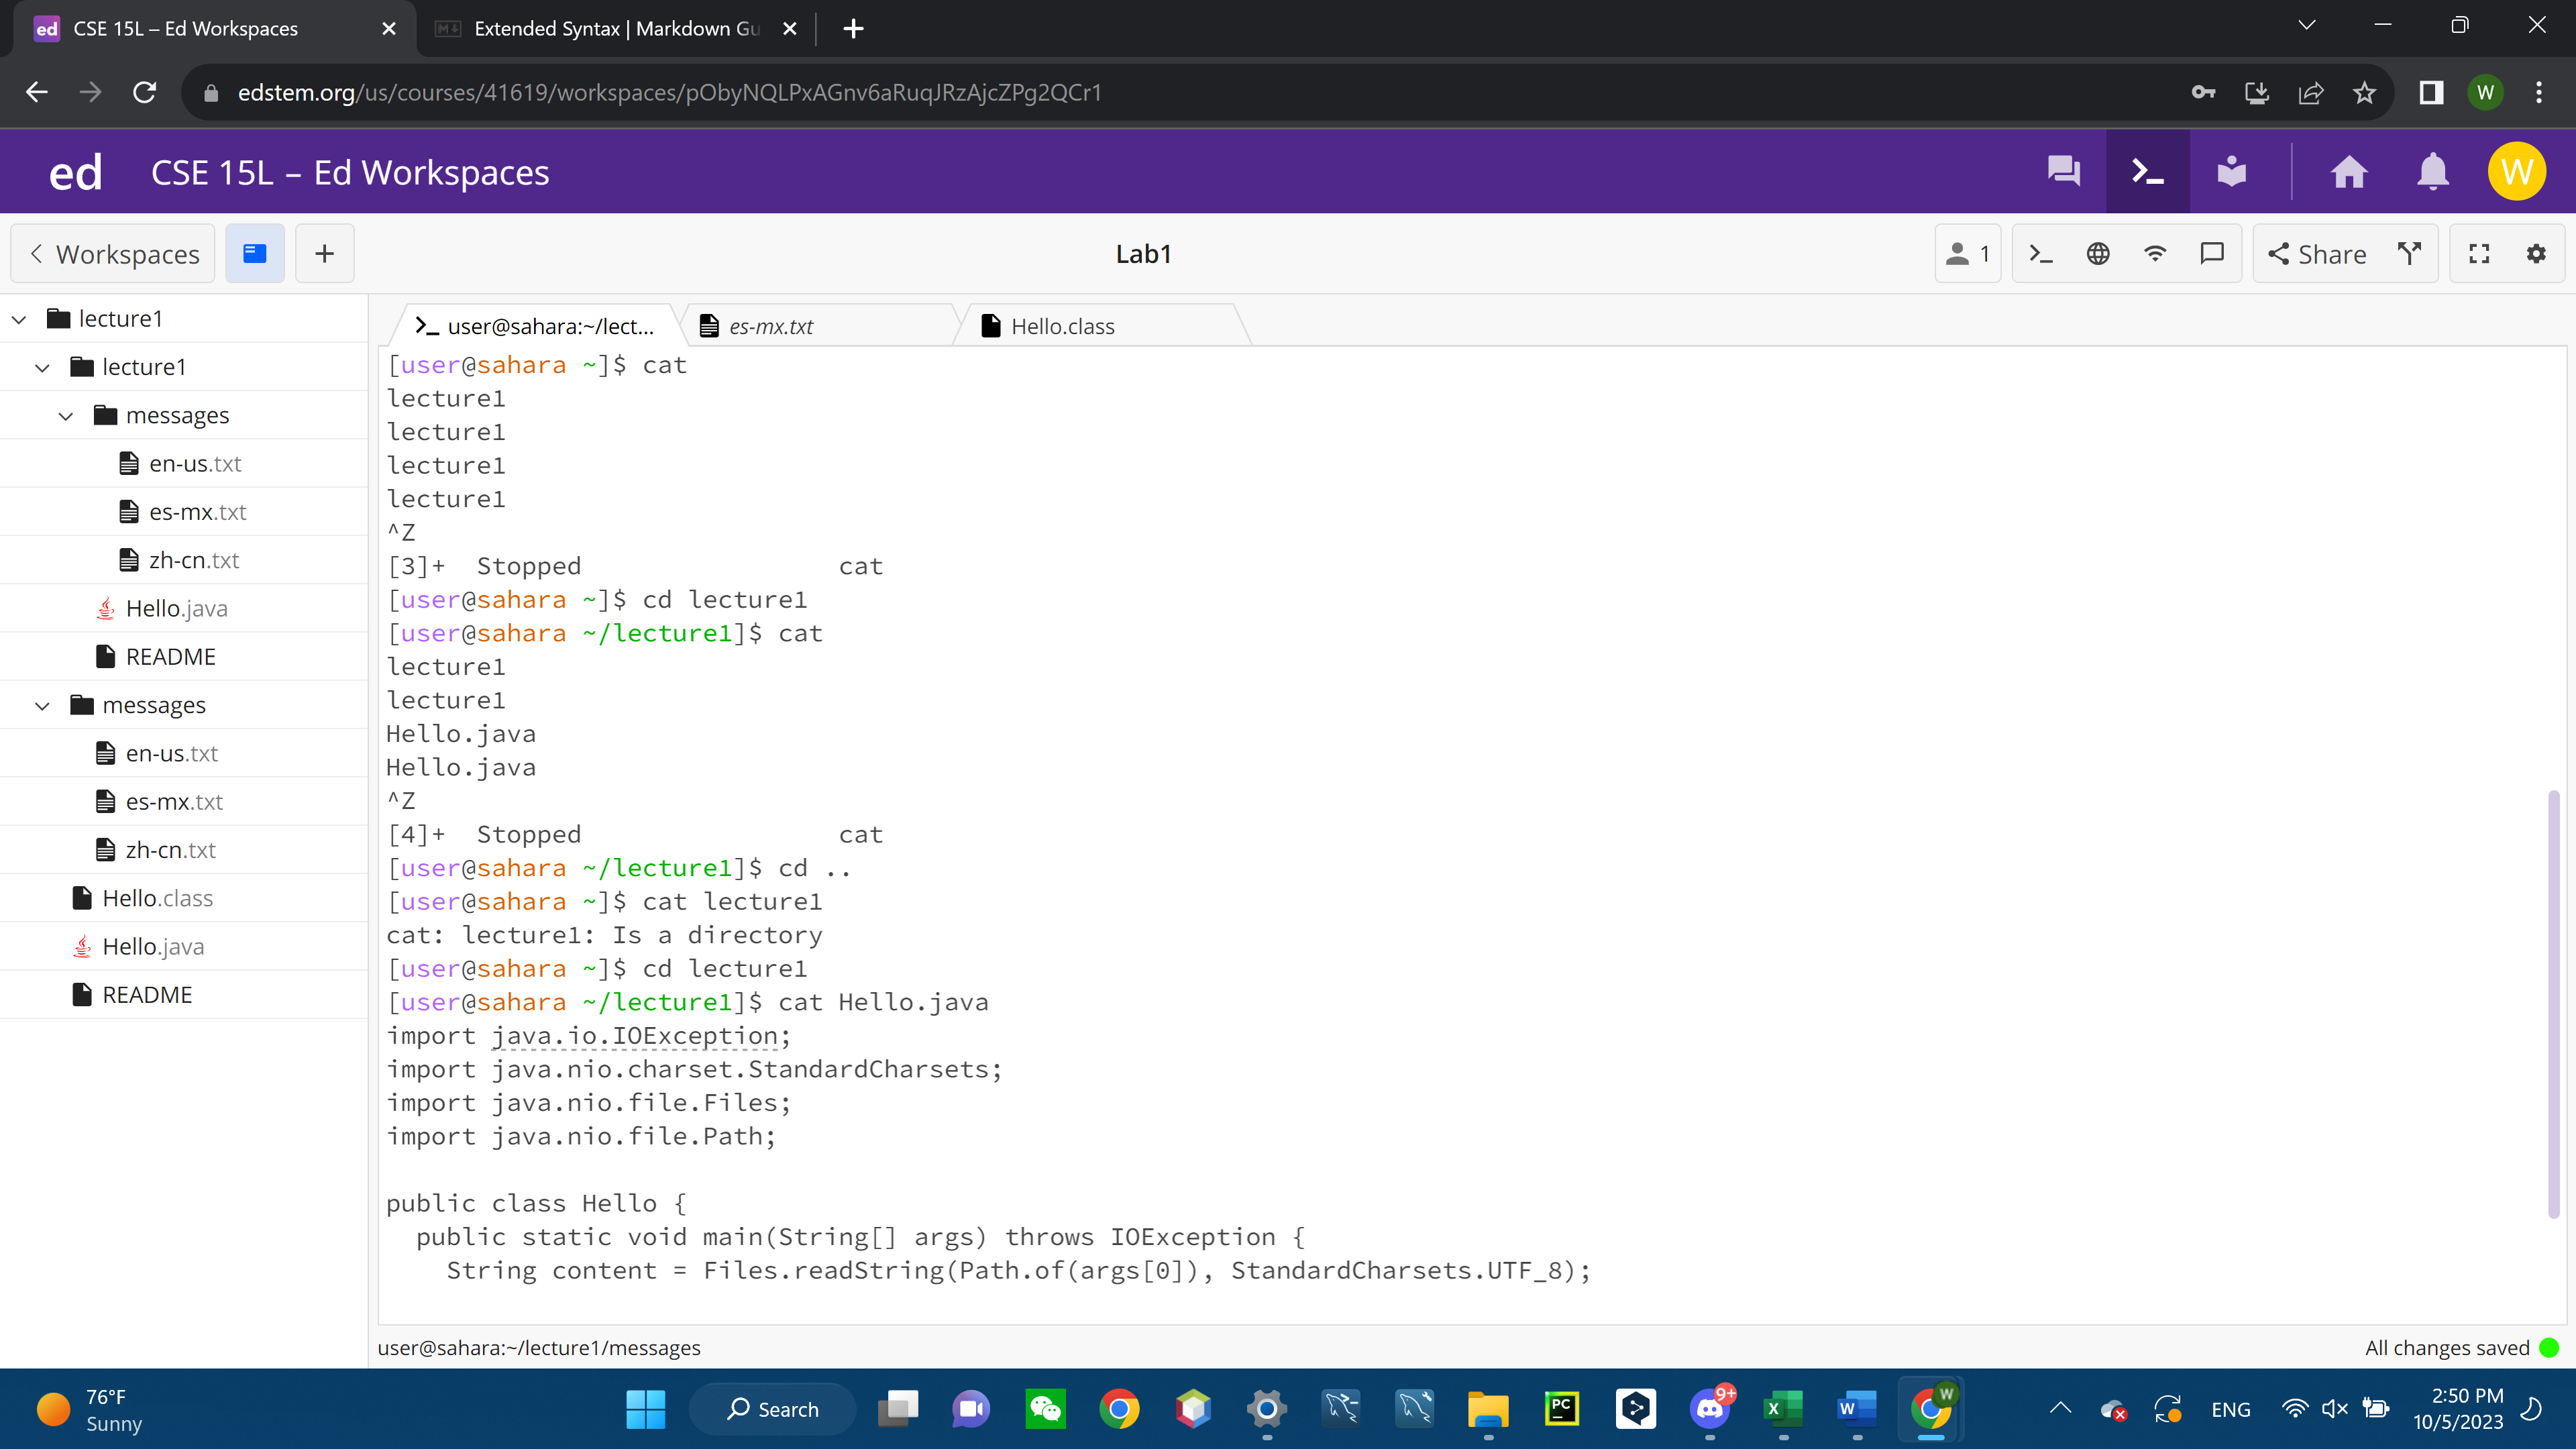 ed CSE 15L – Ed Workspaces
Extended Syntax | Markdown Gu
edstem.org/us/courses/41619/workspaces/pObyNQLPxAGnv6aRuqJRzAjcZPg2QCr1
W
ed CSE 15L – Ed Workspaces
W
Workspaces
Lab1
1
Share
lecture1
lecture1
messages
en-us.txt
es-mx.txt
zh-cn.txt
Hello.java
README
messages
en-us.txt
es-mx.txt
zh-cn.txt
Hello.class
Hello.java
README
user@sahara:~/lect...
es-mx.txt
Hello.class
[user@sahara ~]$ cat
lecture1
lecture1
lecture1
lecture1
^Z
[3]+  Stopped                 cat
[user@sahara ~]$ cd lecture1
[user@sahara ~/lecture1]$ cat
lecture1
lecture1
Hello.java
Hello.java
^Z
[4]+  Stopped                 cat
[user@sahara ~/lecture1]$ cd ..
[user@sahara ~]$ cat lecture1
cat: lecture1: Is a directory
[user@sahara ~]$ cd lecture1
[user@sahara ~/lecture1]$ cat Hello.java
import java.io.IOException;
import java.nio.charset.StandardCharsets;
import java.nio.file.Files;
import java.nio.file.Path;
public class Hello {
  public static void main(String[] args) throws IOException {
    String content = Files.readString(Path.of(args[0]), StandardCharsets.UTF_8);
user@sahara:~/lecture1/messages
All changes saved
76°F
Sunny
Search
PC
9+
X
W
W
ENG
2:50 PM
10/5/2023